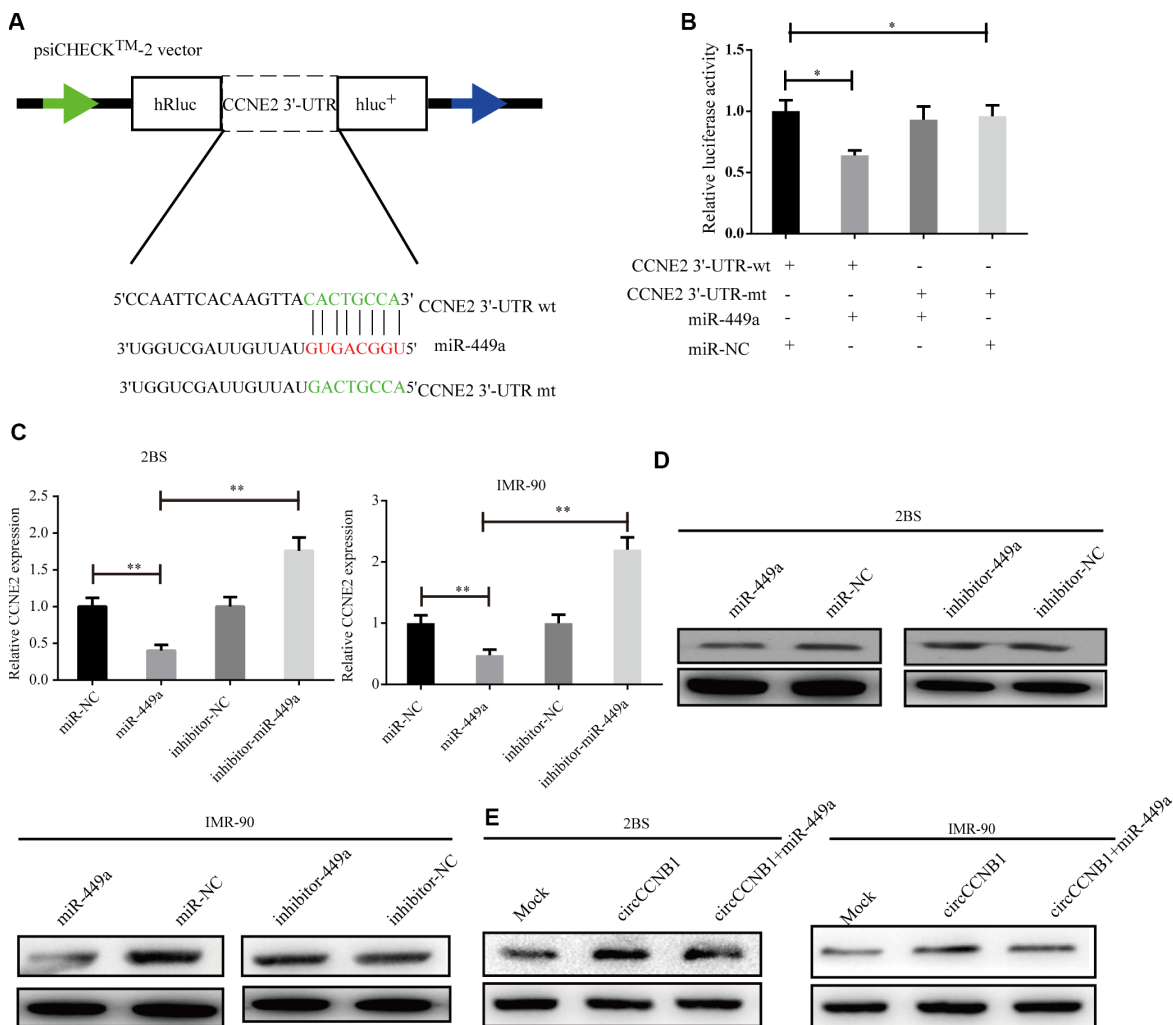 A
psiCHECK™-2 vector
hRluc
CCNE2 3'-UTR
hluc+
5'CCAATTCACAAGTTACACTGCCA3' CCNE2 3'-UTR wt
3'UGGUCGAUUGUUAUGUGACGGU5' miR-449a
3'UGGUCGAUUGUUAUGACTGCCA5' CCNE2 3'-UTR mt
B
Relative luciferase activity
1.5
1.0
0.5
0.0
*
*
CCNE2 3'-UTR-wt + + - -
CCNE2 3'-UTR-mt - - + +
miR-449a - + + -
miR-NC + - - +
C
2BS
Relative CCNE2 expression
2.5
2.0
1.5
1.0
0.5
0.0
**
**
miR-NC
miR-449a
inhibitor-NC
inhibitor-miR-449a
IMR-90
Relative CCNE2 expression
3
2
1
0
**
**
miR-NC
miR-449a
inhibitor-NC
inhibitor-miR-449a
D
2BS
miR-449a
miR-NC
inhibitor-449a
inhibitor-NC
IMR-90
miR-449a
miR-NC
inhibitor-449a
inhibitor-NC
E
2BS
Mock
circCCNB1
circCCNB1+miR-449a
IMR-90
Mock
circCCNB1
circCCNB1+miR-449a